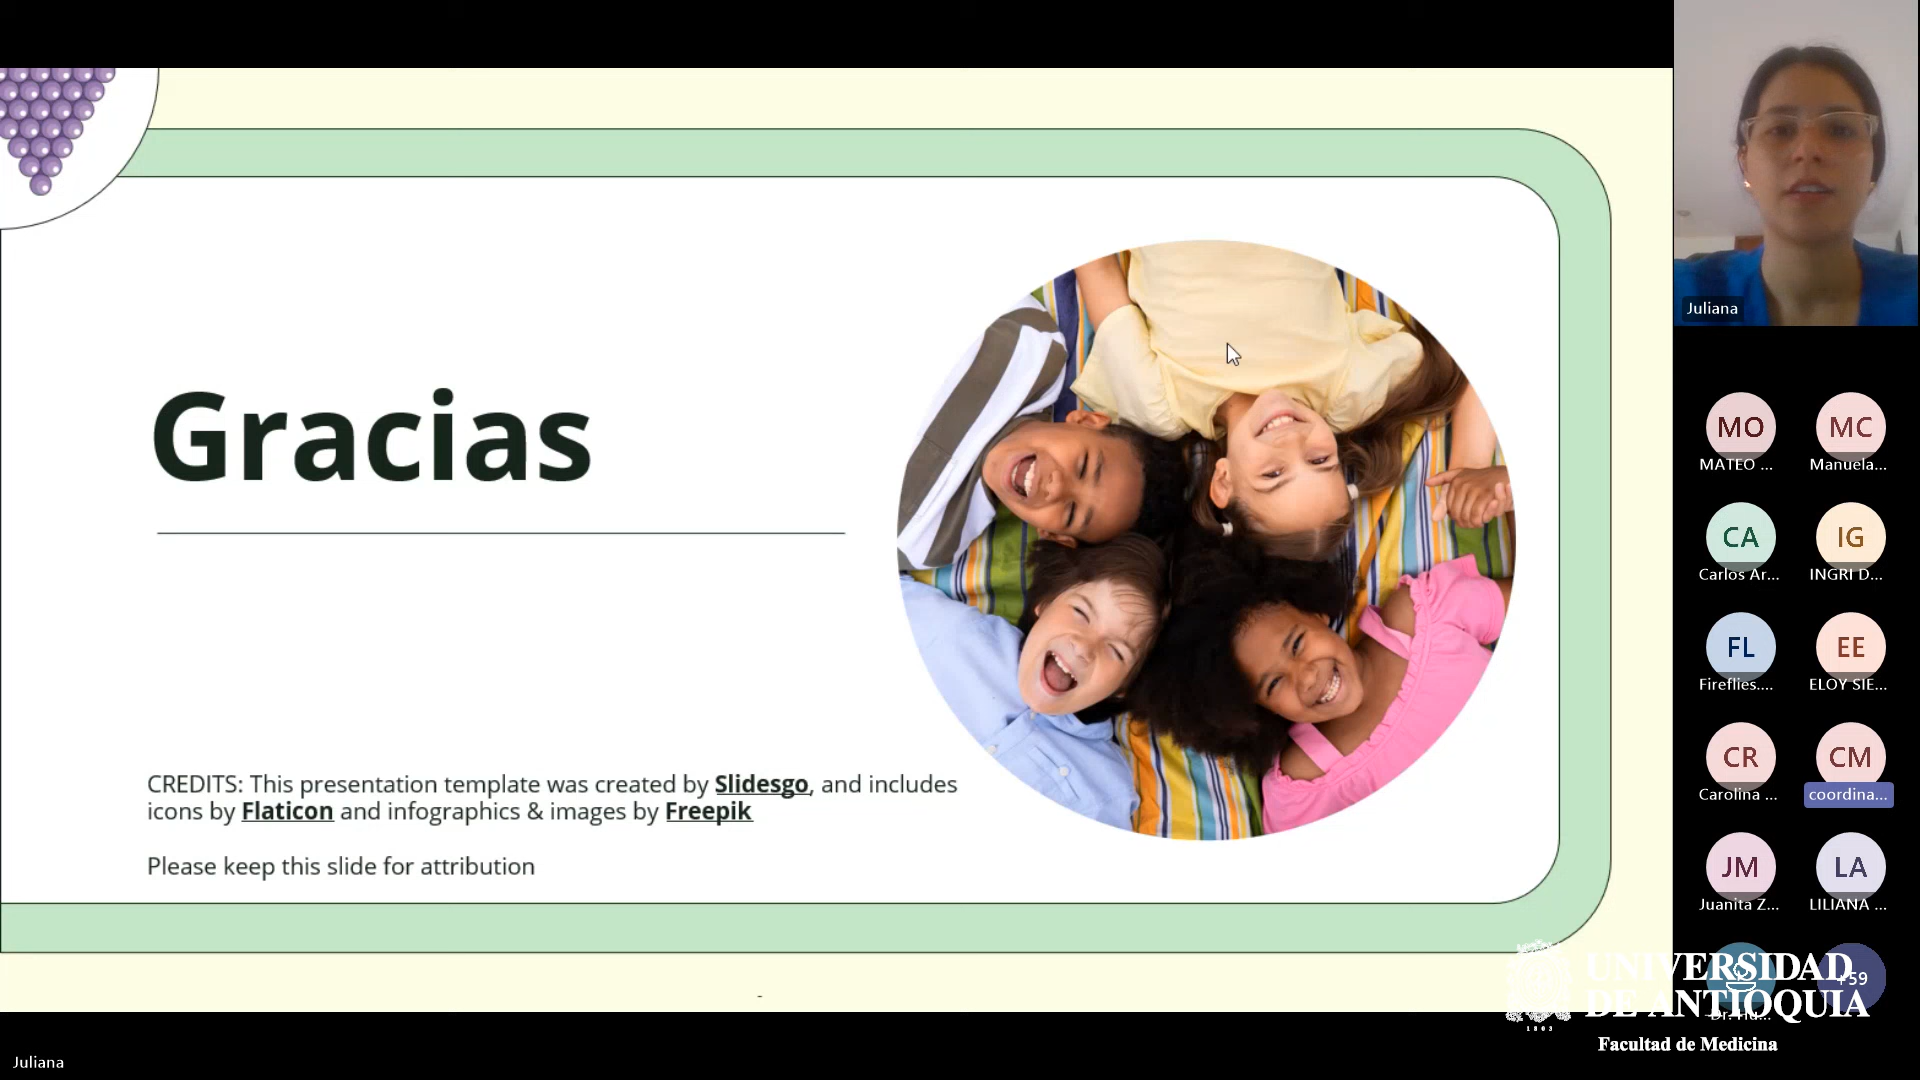 Gracias
CREDITS: This presentation template was created by Slidesgo, and includes
icons by Flaticon and infographics & images by Freepik
Please keep this slide for attribution
Juliana
MO
MATEO ...
MC
Manuela...
CA
Carlos Ar...
IG
INGRI D...
FL
Fireflies....
EE
ELOY SIE...
CR
Carolina ...
CM
coordina...
JM
Juanita Z...
LA
LILIANA ...
+59
UNIVERSIDAD
DE ANTIOQUIA
1803
Facultad de Medicina
Juliana